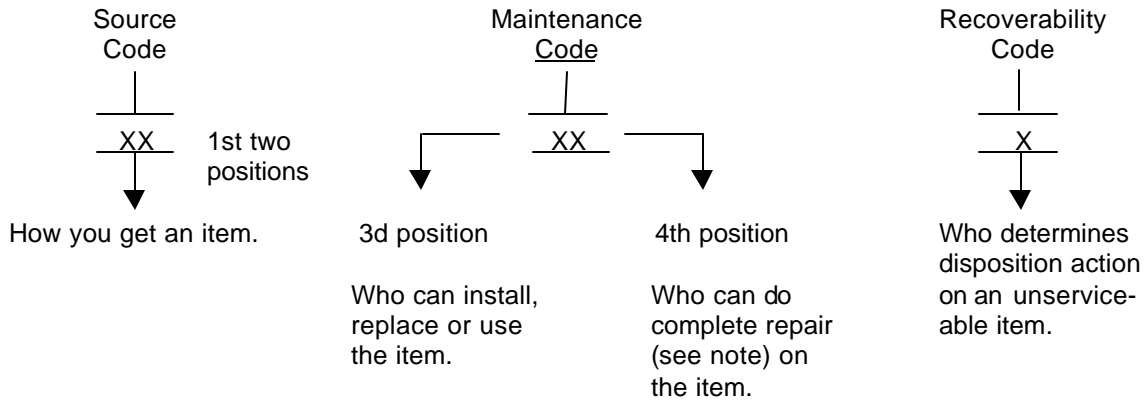 Source
Code
XX
1st two
positions
How you get an item.
Maintenance
Code
XX
3d position
Who can install,
replace or use
the item.
4th position
Who can do
complete repair
(see note) on
the item.
Recoverability
Code
X
Who determines
disposition action
on an unservice-
able item.